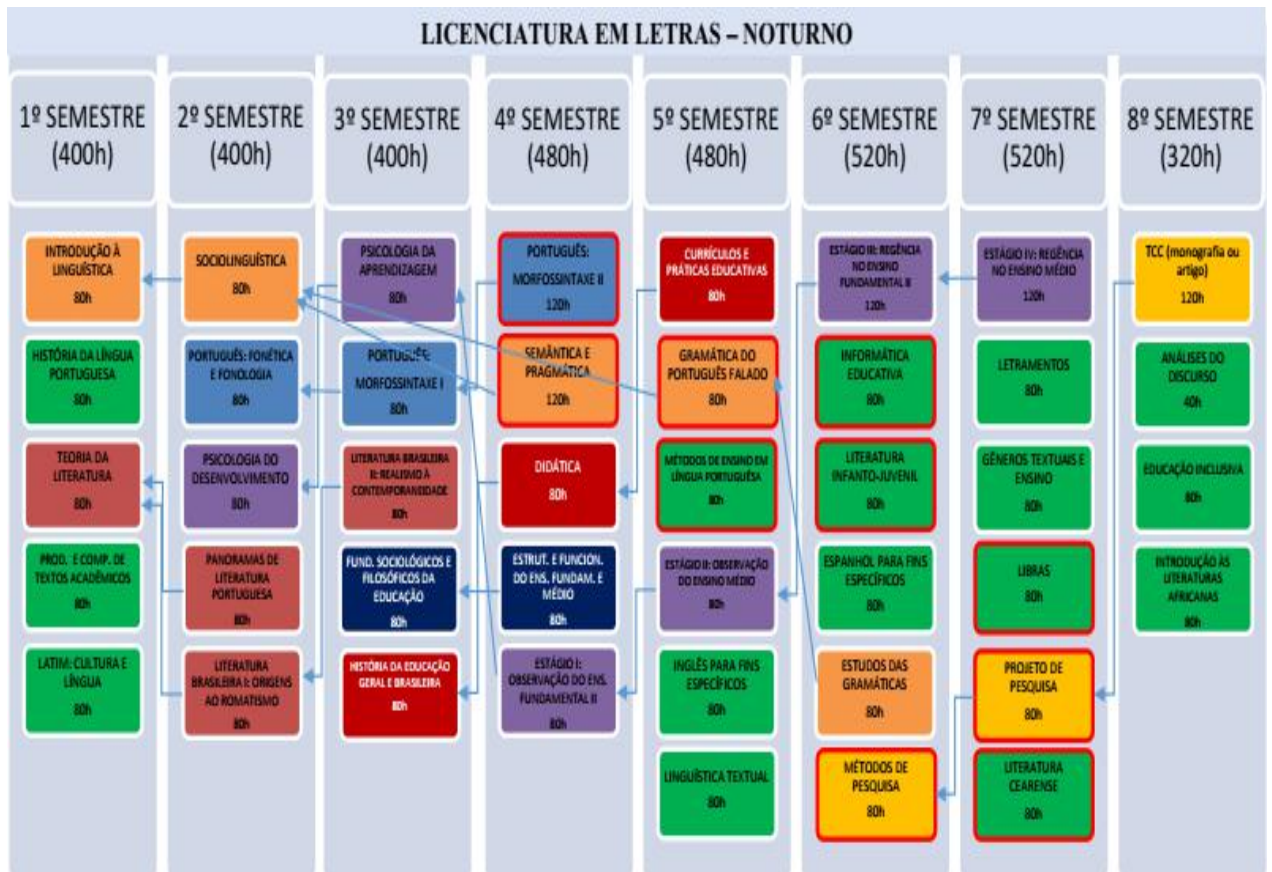 LICENCIATURA EM LETRAS – NOTURNO
1º SEMESTRE
(400h)
INTRODUÇÃO À
LINGUÍSTICA
80h
HISTÓRIA DA LÍNGUA
PORTUGUESA
80h
TEORIA DA
LITERATURA
80h
PROD. E COMP. DE
TEXTOS ACADÊMICOS
80h
LATIM: CULTURA E
LÍNGUA
80h
2º SEMESTRE
(400h)
SOCIOLINGUÍSTICA
80h
PORTUGUÊS: FONÉTICA
E FONOLOGIA
80h
PSICOLOGIA DO
DESENVOLVIMENTO
80h
PANORAMAS DE
LITERATURA
PORTUGUESA
80h
LITERATURA
BRASILEIRA I: ORIGENS
AO ROMATISMO
80h
3º SEMESTRE
(400h)
PSICOLOGIA DA
APRENDIZAGEM
80h
PORTUGUÊS:
MORFOSSINTAXE I
80h
LITERATURA BRASILEIRA
II: REALISMO À
CONTEMPORANEIDADE
80h
FUND. SOCIOLÓGICOS E
FILOSÓFICOS DA
EDUCAÇÃO
80h
HISTÓRIA DA EDUCAÇÃO
GERAL E BRASILEIRA
80h
4º SEMESTRE
(480h)
PORTUGUÊS:
MORFOSSINTAXE II
120h
SEMÂNTICA E
PRAGMÁTICA
120h
DIDÁTICA
80h
ESTRUT. E FUNCION.
DO ENS. FUNDAM. E
MÉDIO
80h
ESTÁGIO I:
OBSERVAÇÃO DO ENS.
FUNDAMENTAL II
80h
5º SEMESTRE
(480h)
CURRÍCULOS E
PRÁTICAS EDUCATIVAS
80h
GRAMÁTICA DO
PORTUGUÊS FALADO
80h
MÉTODOS DE ENSINO EM
LÍNGUA PORTUGUÊSA
80h
ESTÁGIO II: OBSERVAÇÃO
DO ENSINO MÉDIO
80h
INGLÊS PARA FINS
ESPECÍFICOS
80h
LINGUÍSTICA TEXTUAL
80h
6º SEMESTRE
(520h)
ESTÁGIO III: REGÊNCIA
NO ENSINO
FUNDAMENTAL II
120h
INFORMÁTICA
EDUCATIVA
80h
LITERATURA
INFANTO-JUVENIL
80h
ESPANHOL PARA FINS
ESPECÍFICOS
80h
ESTUDOS DAS
GRAMÁTICAS
80h
MÉTODOS DE
PESQUISA
80h
7º SEMESTRE
(520h)
ESTÁGIO IV: REGÊNCIA
NO ENSINO MÉDIO
120h
LETRAMENTOS
80h
GÊNEROS TEXTUAIS E
ENSINO
80h
LIBRAS
80h
PROJETO DE
PESQUISA
80h
LITERATURA
CEARENSE
80h
8º SEMESTRE
(320h)
TCC (monografia ou
artigo)
120h
ANÁLISES DO
DISCURSO
40h
EDUCAÇÃO INCLUSIVA
80h
INTRODUÇÃO ÀS
LITERATURAS
AFRICANAS
80h